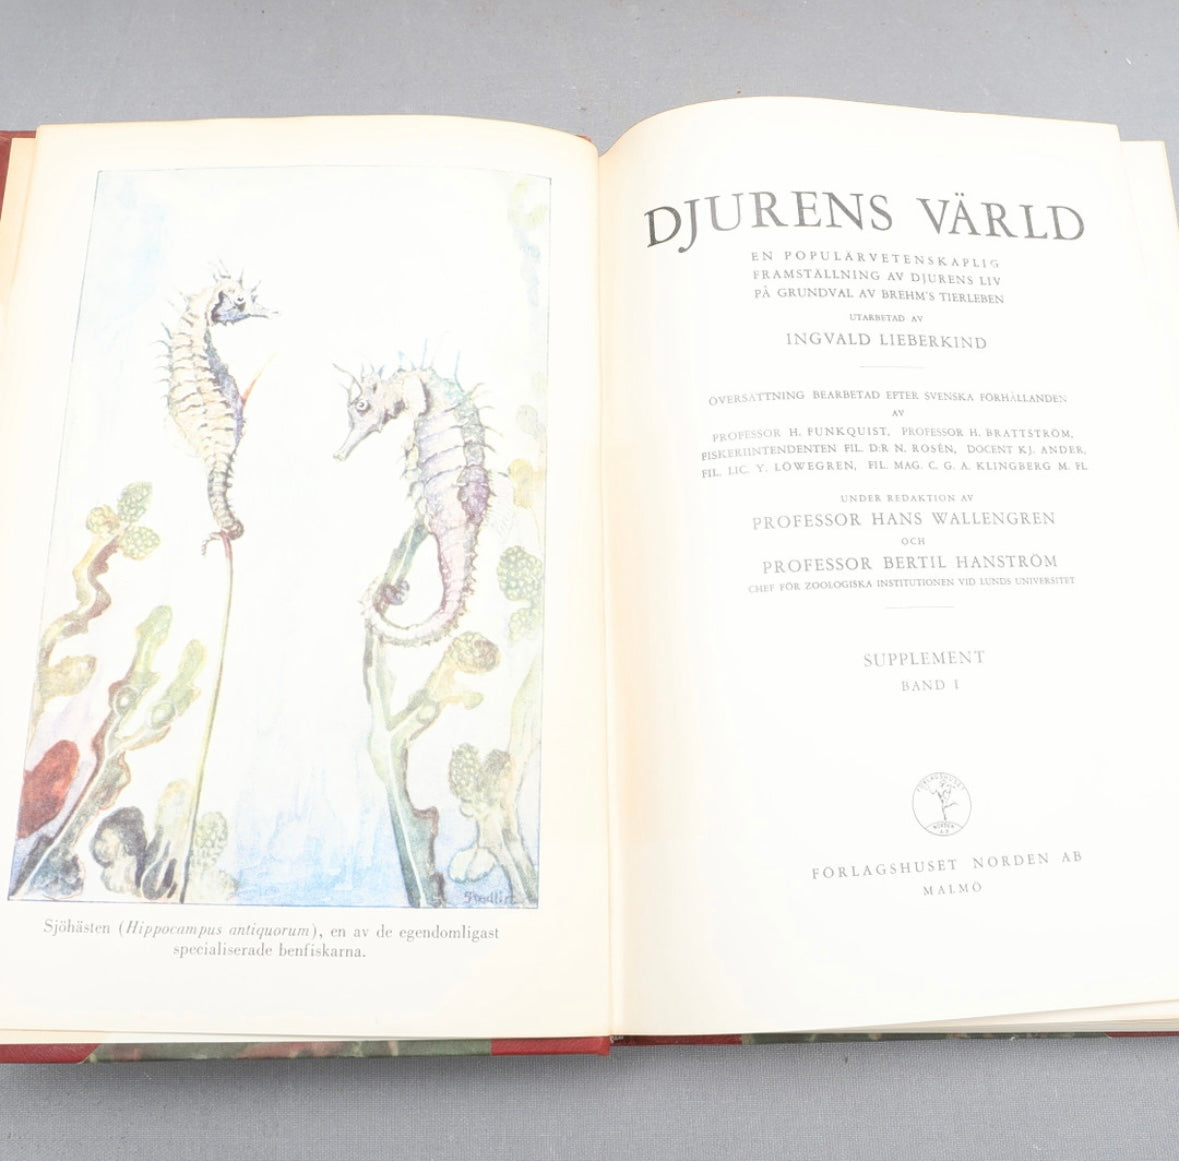 Sjöhästen (Hippocampus antiquorum), en av de egendomligast
specialiserade benfiskarna.
DJURENS VÄRLD
EN POPULÄRVETENSKAPLIG
FRAMSTÄLLNING AV DJURENS LIV
PÅ GRUNDVAL AV BREHM'S TIERLEBEN
UTARBETAD AV
INGVALD LIEBERKIND
ÖVERSÄTTNING BEARBETAD EFTER SVENSKA FÖRHÅLLANDEN
AV
PROFESSOR H. FUNKQUIST, PROFESSOR H. BRATTSTRÖM,
FISKERIINTENDENTEN FIL. D:R N. ROSÉN, DOCENT KJ. ANDER,
FIL. LIC. Y. LÖWEGREN, FIL. MAG. C. G. A. KLINGBERG M. FL.
UNDER REDAKTION AV
PROFESSOR HANS WALLENGREN
OCH
PROFESSOR BERTIL HANSTRÖM
CHEF FÖR ZOOLOGISKA INSTITUTIONEN VID LUNDS UNIVERSITET
SUPPLEMENT
BAND I
FÖRLAGSHUSET
NORDEN
A.B.
FÖRLAGSHUSET NORDEN AB
MALMÖ